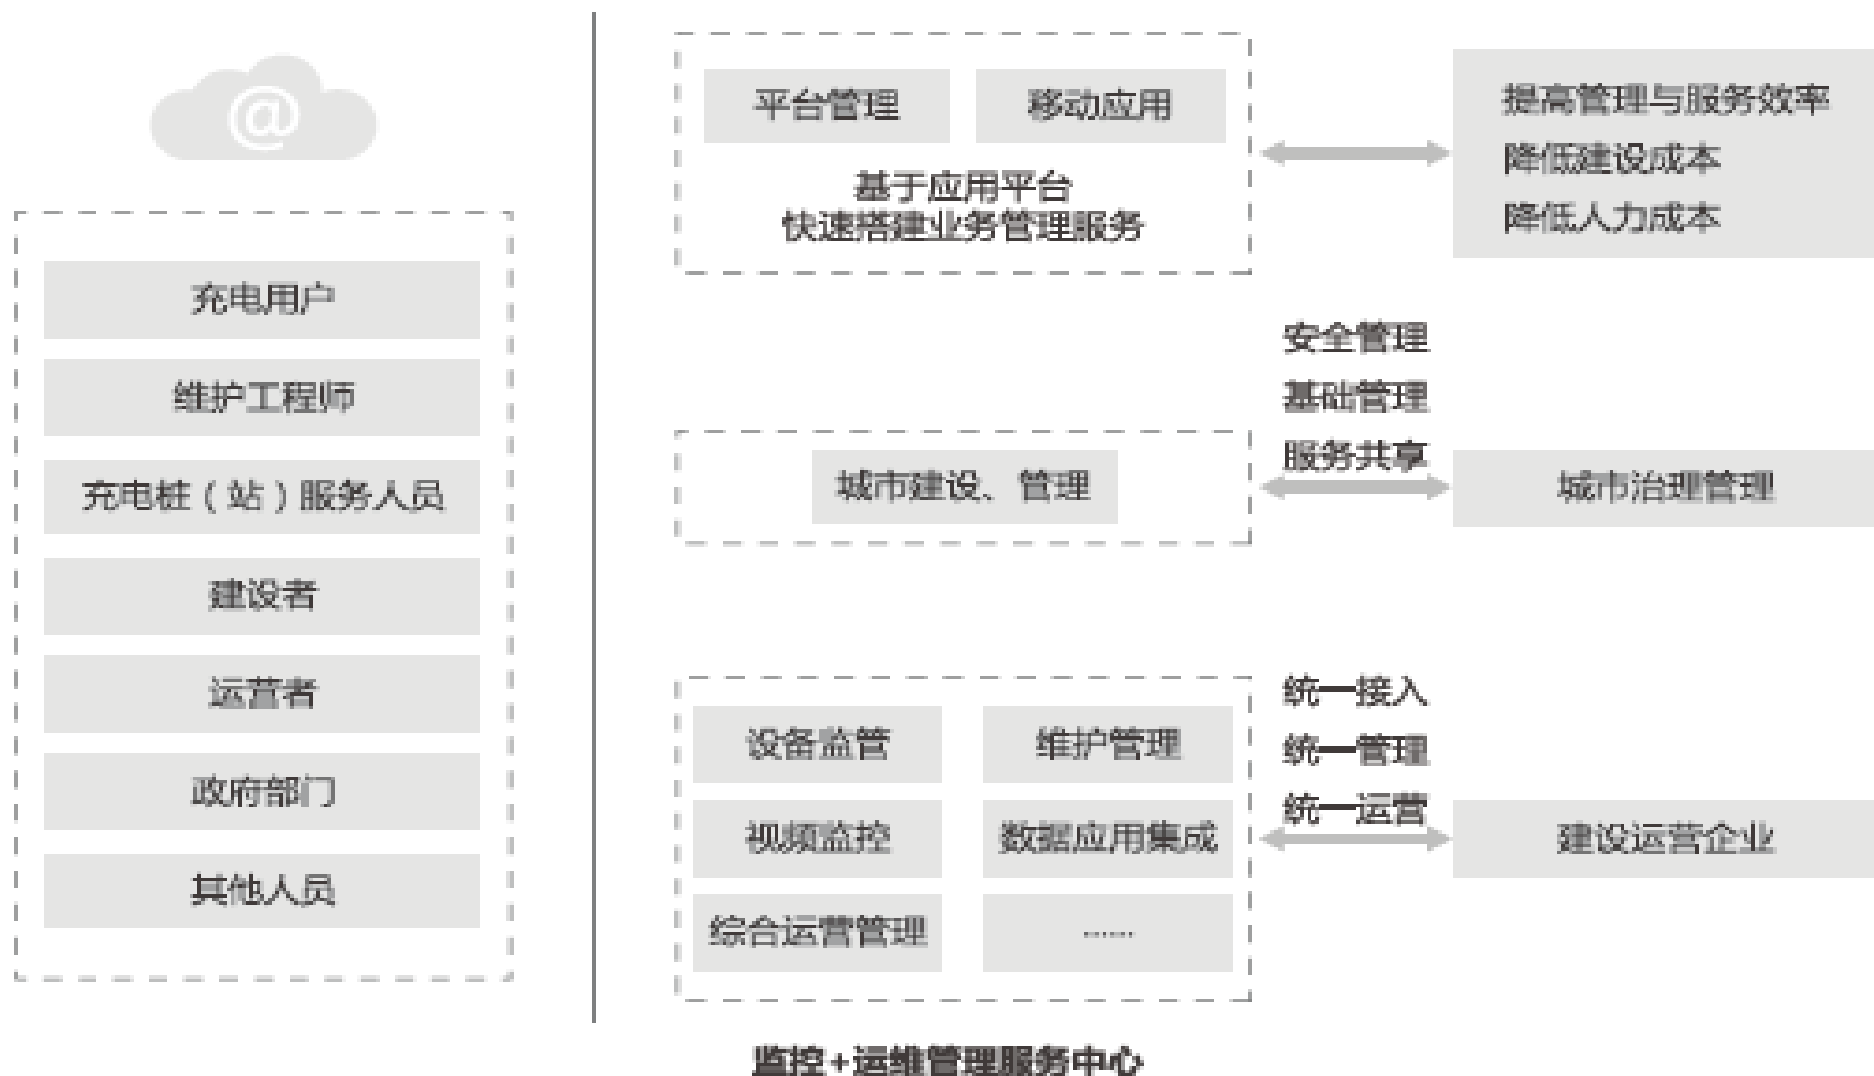 @
充电用户
维护工程师
充电桩（站）服务人员
建设者
运营者
政府部门
其他人员
平台管理
移动应用
基于应用平台
快速搭建业务管理服务
提高管理与服务效率
降低建设成本
降低人力成本
安全管理
基础管理
服务共享
城市建设、管理
城市治理管理
设备监管
维护管理
视频监控
数据应用集成
综合运营管理
……
统一接入
统一管理
统一运营
建设运营企业
监控+运维管理服务中心